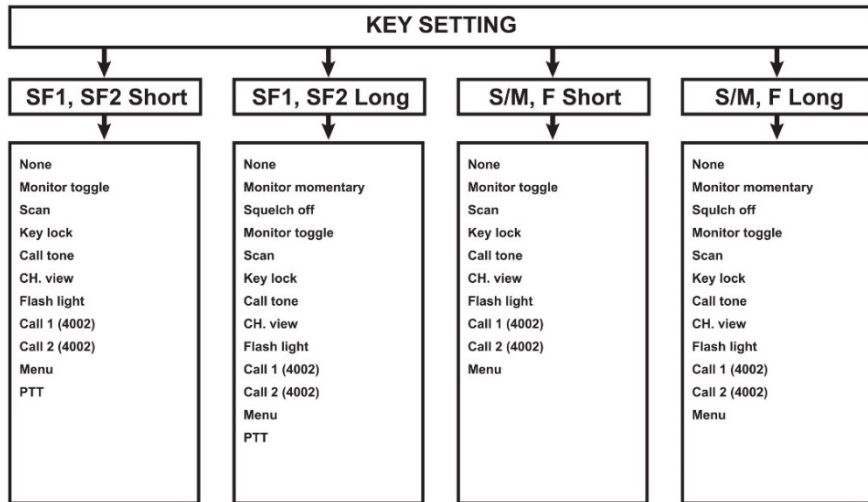 KEY SETTING
SF1, SF2 Short
None
Monitor toggle
Scan
Key lock
Call tone
CH. view
Flash light
Call 1 (4002)
Call 2 (4002)
Menu
PTT
SF1, SF2 Long
None
Monitor momentary
Squelch off
Monitor toggle
Scan
Key lock
Call tone
CH. view
Flash light
Call 1 (4002)
Call 2 (4002)
Menu
PTT
S/M, F Short
None
Monitor toggle
Scan
Key lock
Call tone
CH. view
Flash light
Call 1 (4002)
Call 2 (4002)
Menu
S/M, F Long
None
Monitor momentary
Squlch off
Monitor toggle
Scan
Key lock
Call tone
CH. view
Flash light
Call 1 (4002)
Call 2 (4002)
Menu